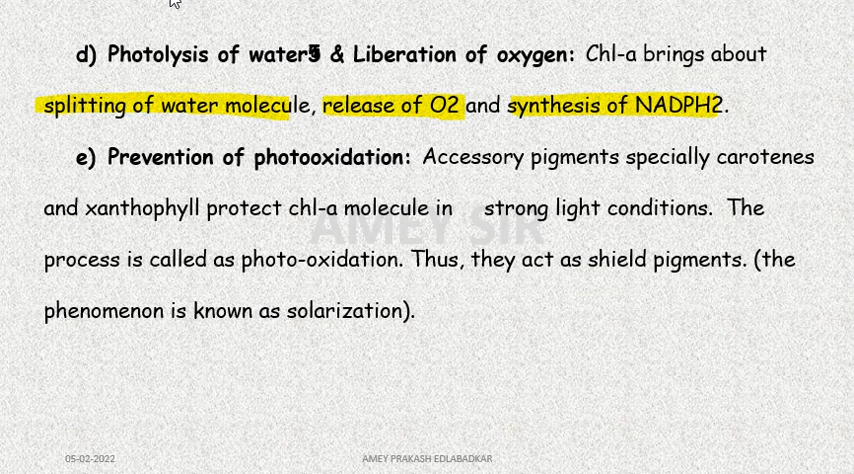 d) Photolysis of water & Liberation of oxygen: Chl-a brings about
splitting of water molecule, release of O2 and synthesis of NADPH2.
e) Prevention of photooxidation: Accessory pigments specially carotenes
and xanthophyll protect chl-a molecule in strong light conditions. The
AMEY SIR
process is called as photo-oxidation. Thus, they act as shield pigments. (the
phenomenon is known as solarization).
05-02-2022
AMEY PRAKASH EDLABADKAR